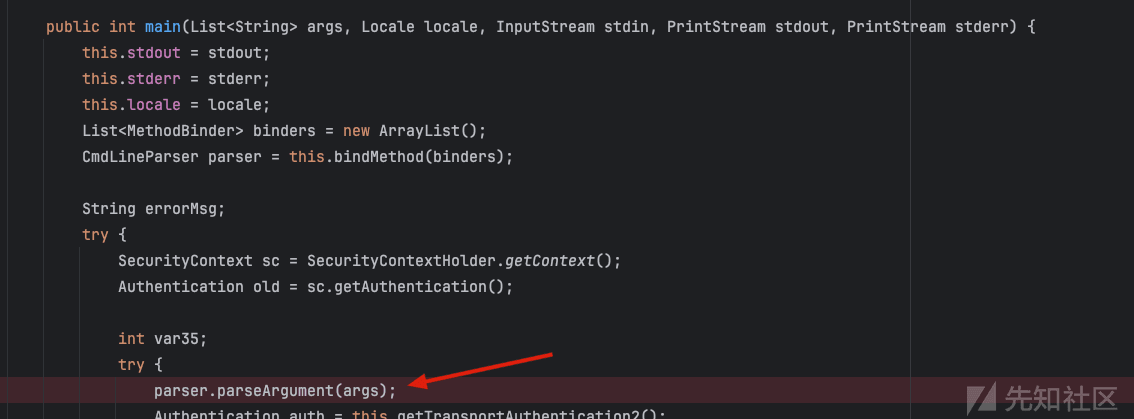 public int main(List<String> args, Locale locale, InputStream stdin, PrintStream stdout, PrintStream stderr) {
this.stdout = stdout;
this.stderr = stderr;
this.locale = locale;
List<MethodBinder> binders = new ArrayList();
CmdLineParser parser = this.bindMethod(binders);
String errorMsg;
try {
SecurityContext sc = SecurityContextHolder.getContext();
Authentication old = sc.getAuthentication();
int var35;
try {
parser.parseArgument(args);
Authentication auth = this.getTransportAuthentication2();
先知社区